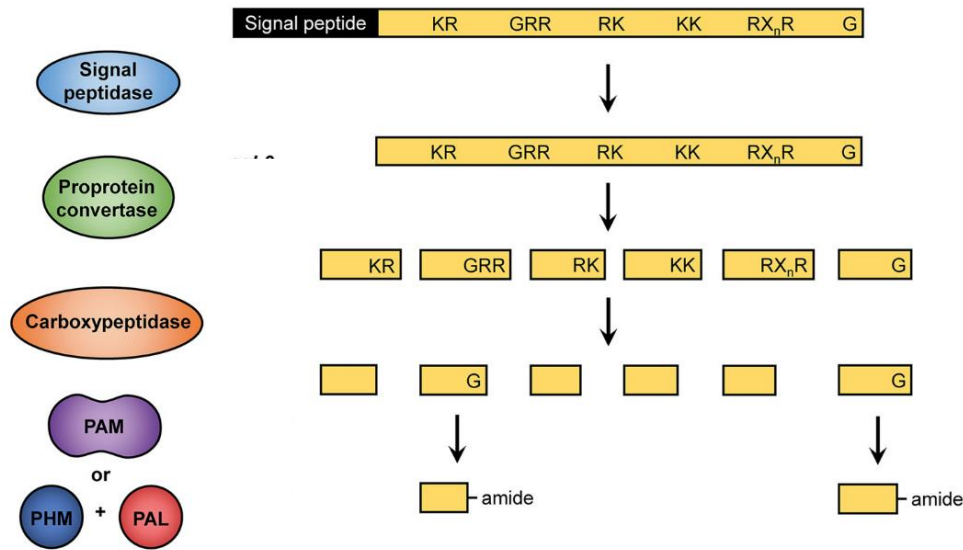 Signal peptide KR GRR RK KK RXnR G
Signal
peptidase
KR GRR RK KK RXnR G
Proprotein
convertase
KR GRR RK KK RXnR G
Carboxypeptidase
G G
PAM
or
PHM + PAL
amide amide